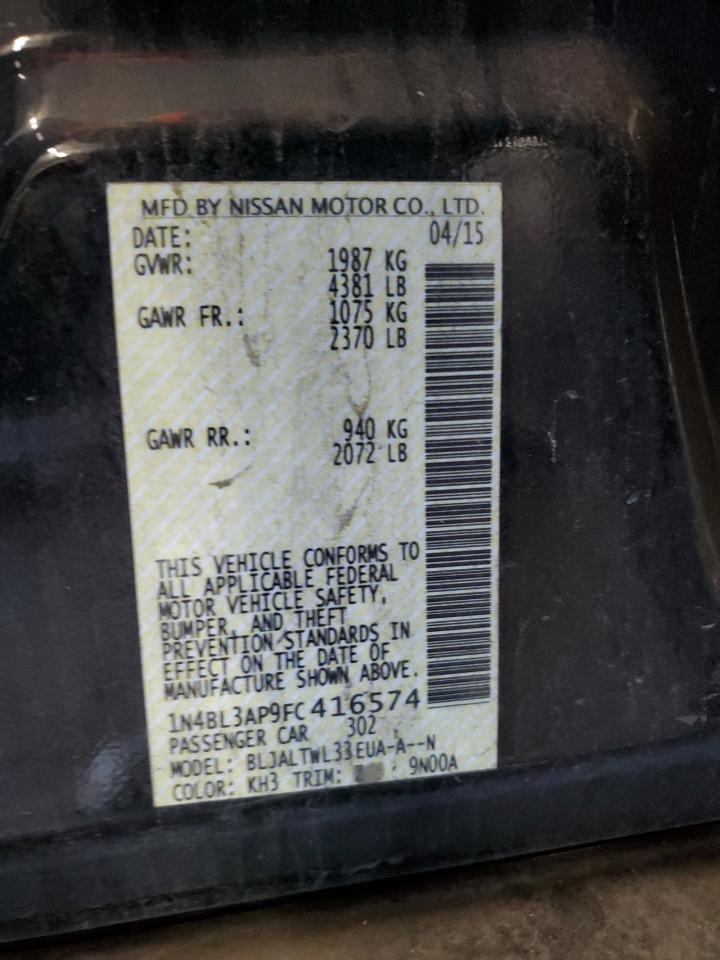 MFD. BY NISSAN MOTOR CO., LTD.
DATE: 04/15
GVWR: 1987 KG
4381 LB
GAWR FR.: 1075 KG
2370 LB
GAWR RR.: 940 KG
2072 LB
THIS VEHICLE CONFORMS TO
ALL APPLICABLE FEDERAL
MOTOR VEHICLE SAFETY,
BUMPER, AND THEFT
PREVENTION STANDARDS IN
EFFECT ON THE DATE OF
MANUFACTURE SHOWN ABOVE.
1N4BL3AP9FC416574
PASSENGER CAR 302
MODEL: BLJALTWL33EUA-A--N
COLOR: KH3 TRIM: 9N00A